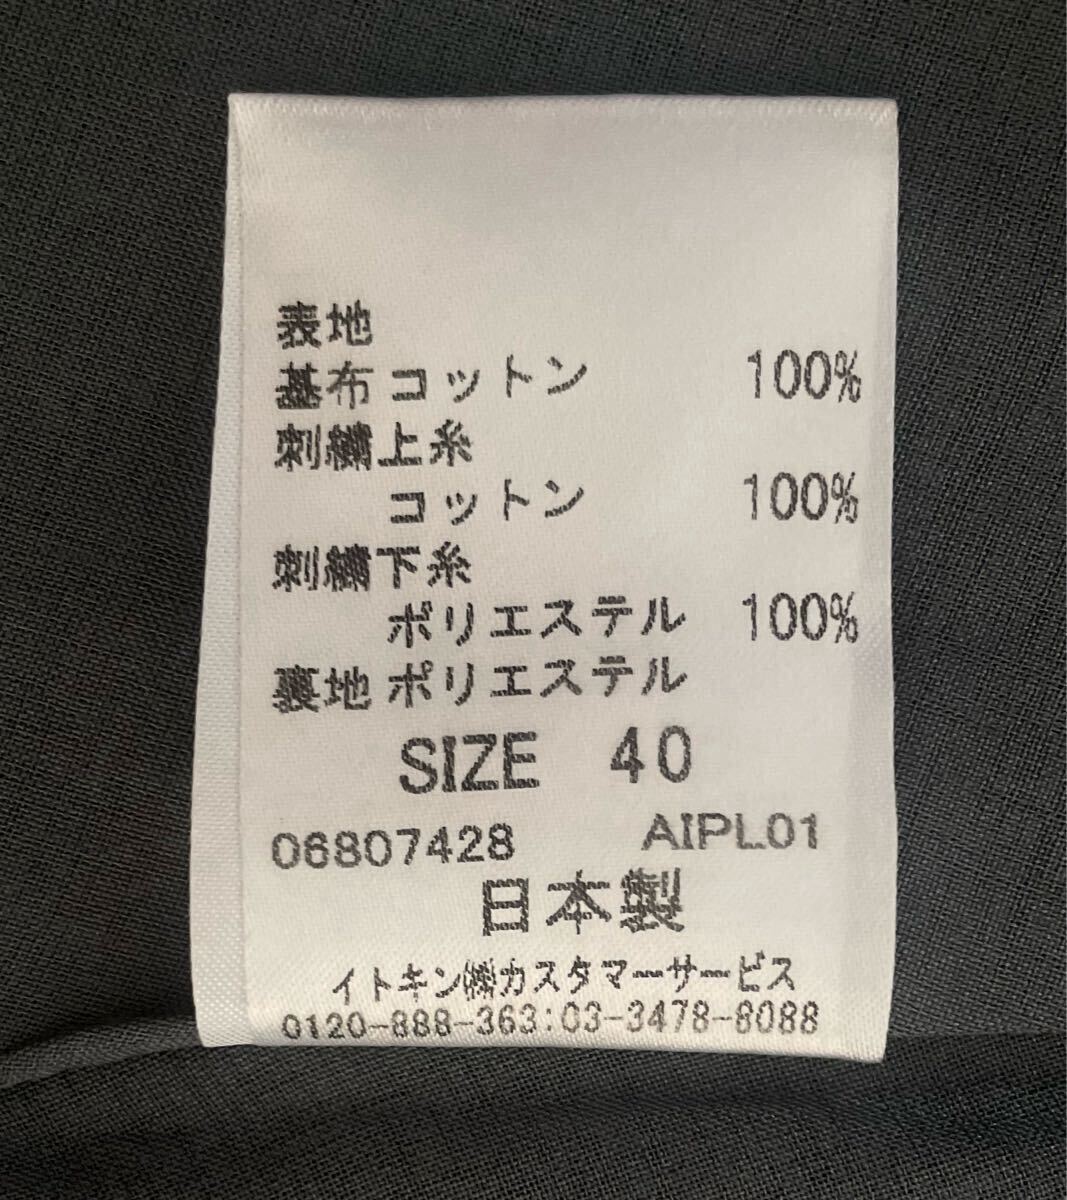 表地
基布 コットン 100%
刺繍上糸
コットン 100%
刺繍下糸
ポリエステル 100%
裏地 ポリエステル
SIZE 40
06807428 AIPL01
日本製
イトキン㈱カスタマーサービス
0120-888-363:03-3478-8088